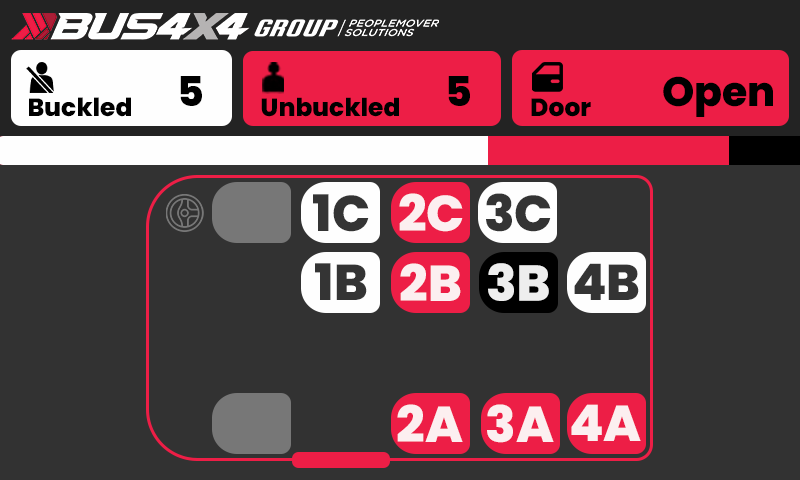 BUS4X4 GROUP PEOPLEMOVER
SOLUTIONS
Buckled 5
Unbuckled 5
Door Open
1C 2C 3C
1B 2B 3B 4B
2A 3A 4A